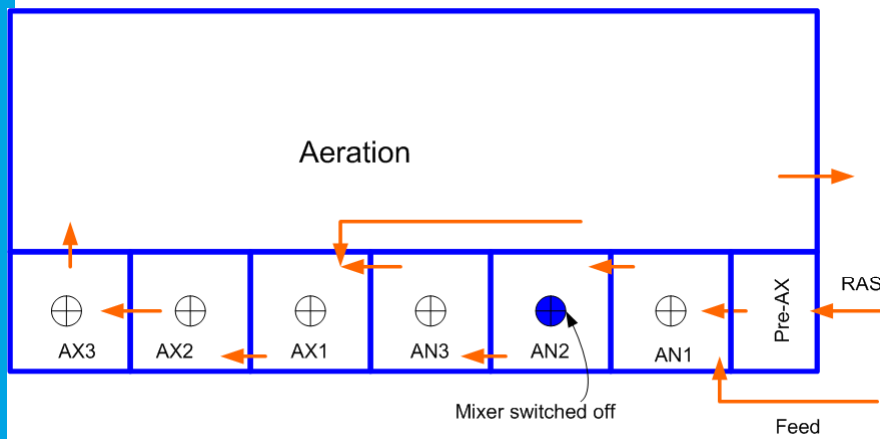 Aeration
RAS
Pre-AX
AX3
AX2
AX1
AN3
AN2
AN1
Mixer switched off
Feed